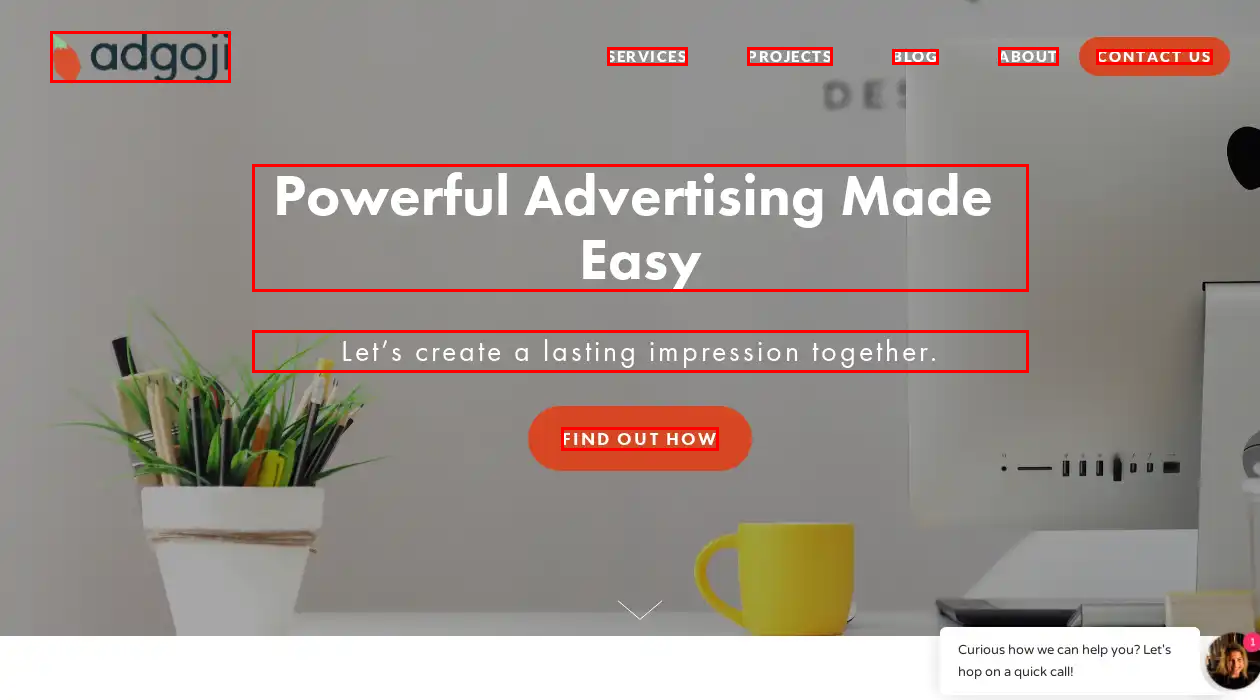 adgoji
SERVICES
PROJECTS
BLOG
ABOUT
CONTACT US
DES
Powerful Advertising Made
Easy
Let’s create a lasting impression together.
FIND OUT HOW
Curious how we can help you? Let's
hop on a quick call!
1